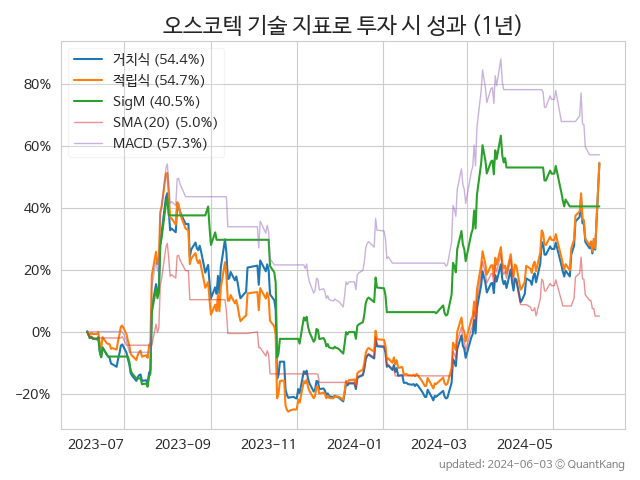 오스코텍 기술 지표로 투자 시 성과 (1년)
거치식 (54.4%)
적립식 (54.7%)
SigM (40.5%)
SMA(20) (5.0%)
MACD (57.3%)
80%
60%
40%
20%
0%
−20%
2023-07 2023-09 2023-11 2024-01 2024-03 2024-05
updated: 2024-06-03 ⓒ QuantKang